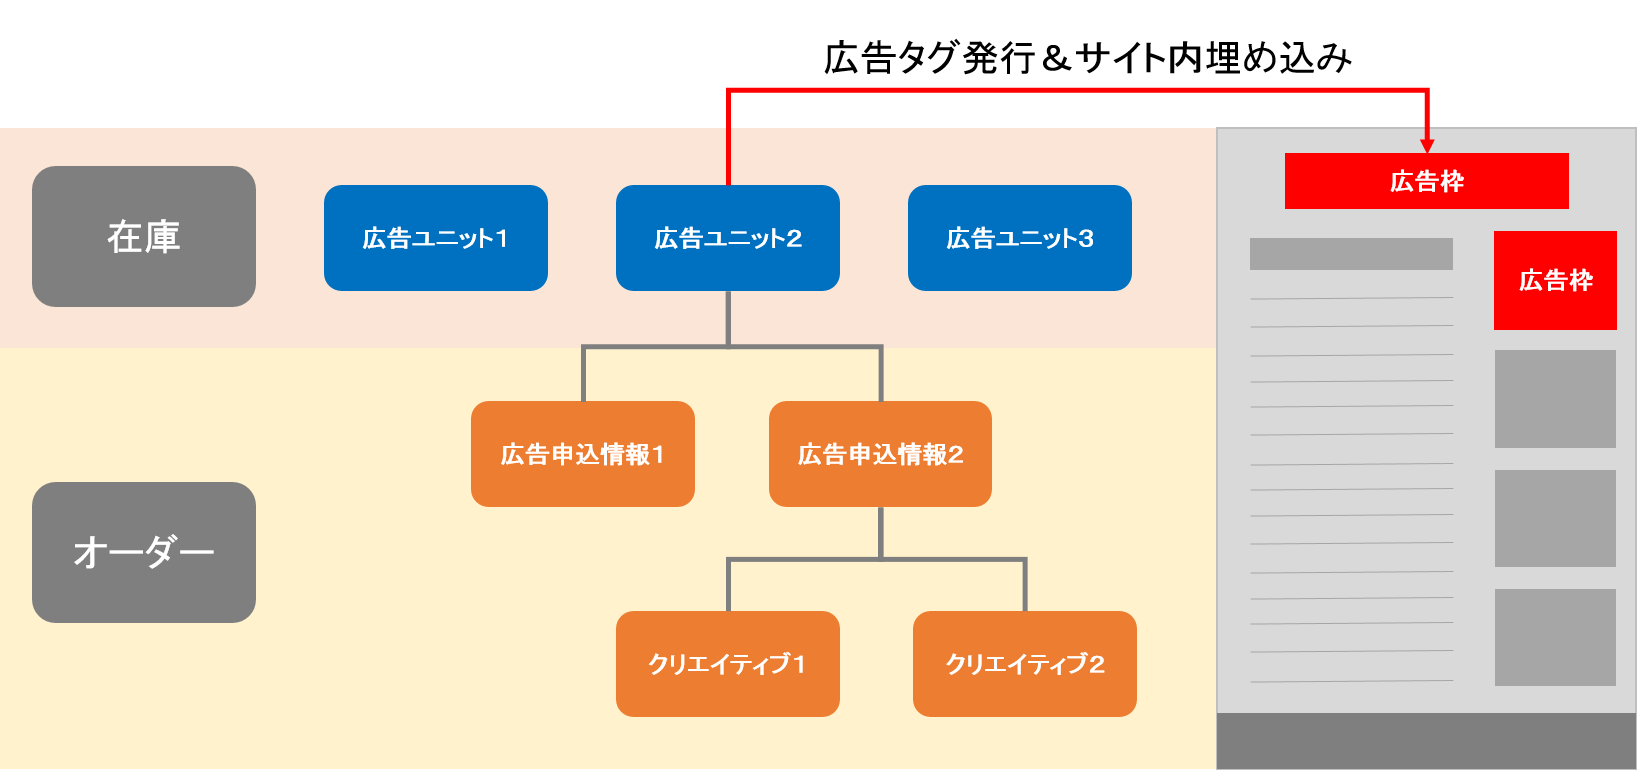 広告タグ発行＆サイト内埋め込み
在庫
広告ユニット1
広告ユニット2
広告ユニット3
広告枠
広告枠
広告申込情報1
広告申込情報2
オーダー
クリエイティブ1
クリエイティブ2